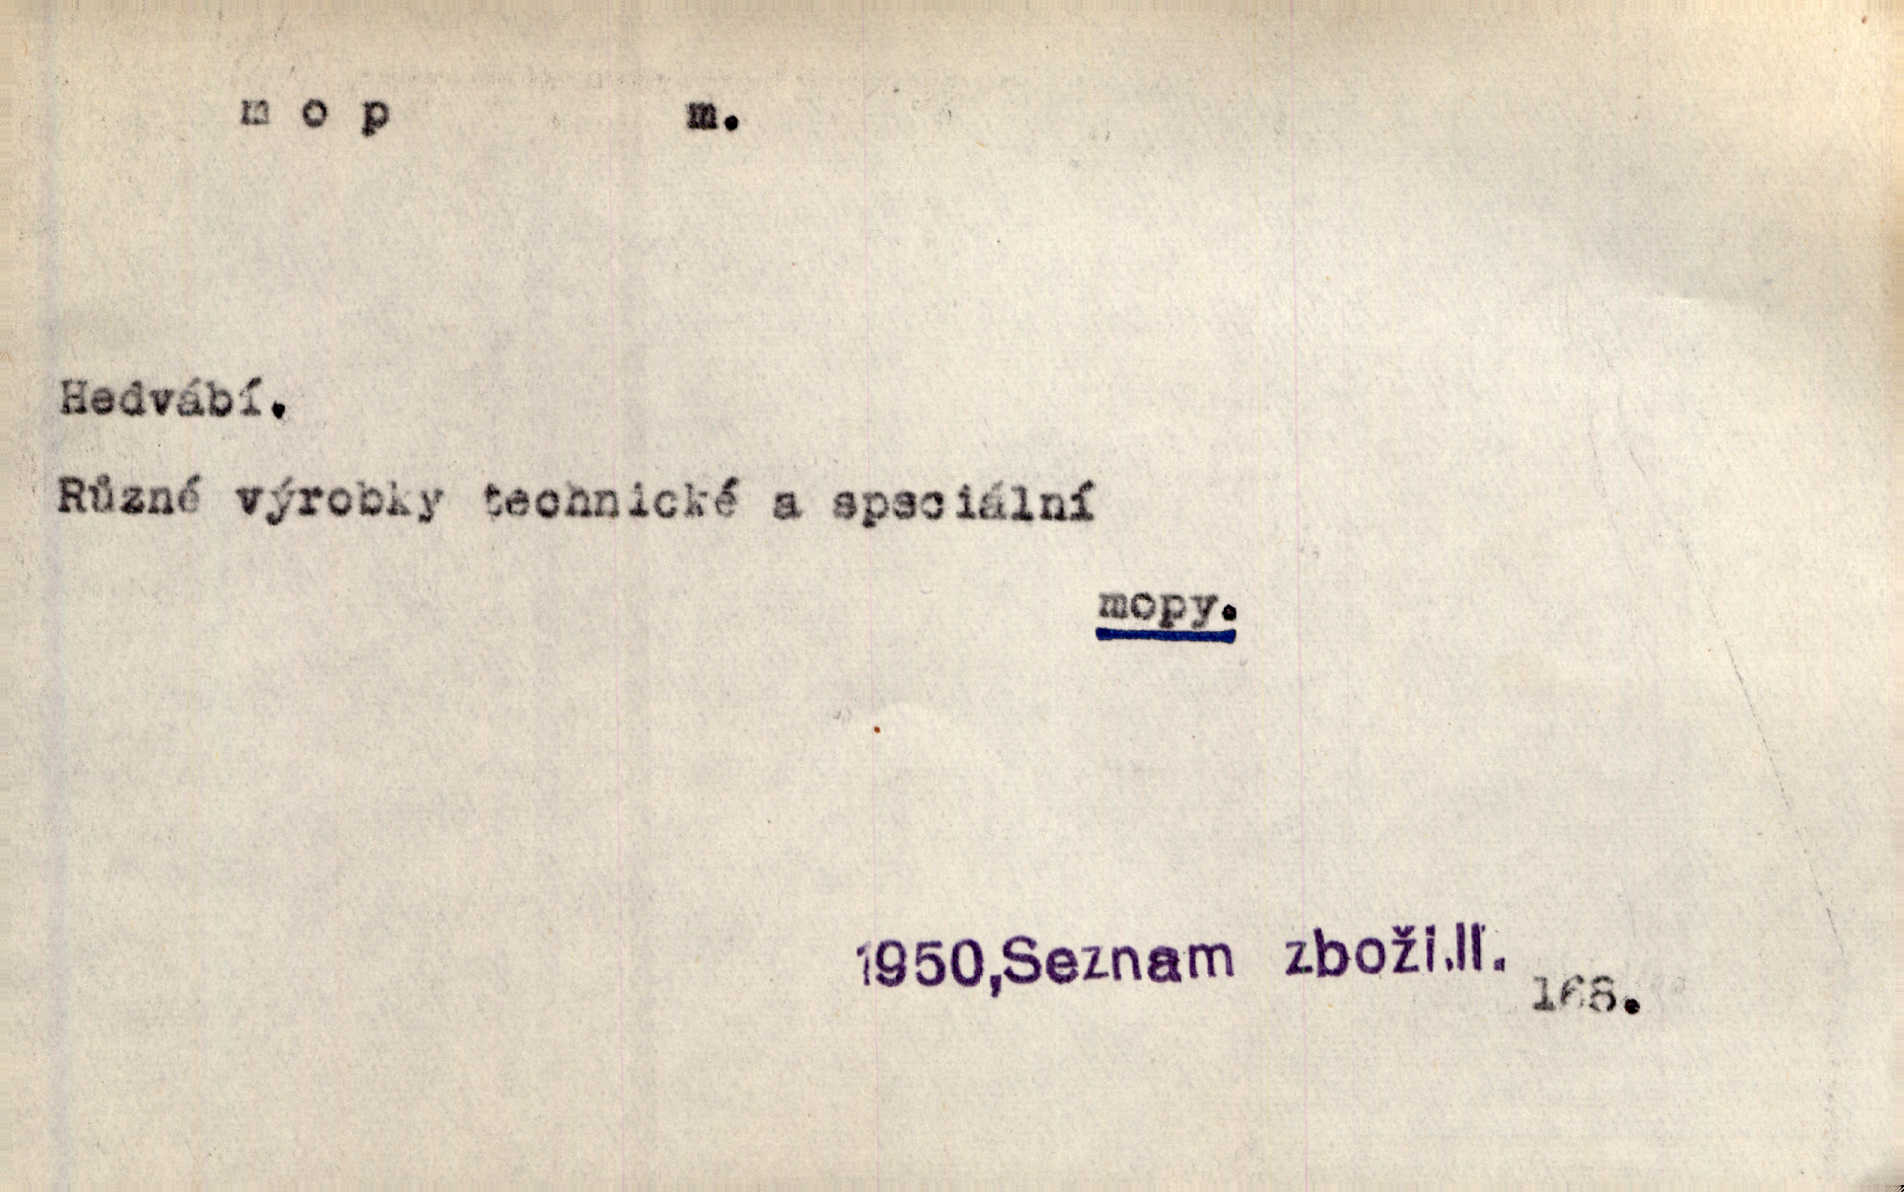 m o p m.
Hedvábí.
Různé výrobky technické a speciální
mopy.
1950,Seznam zboží.II.
168.